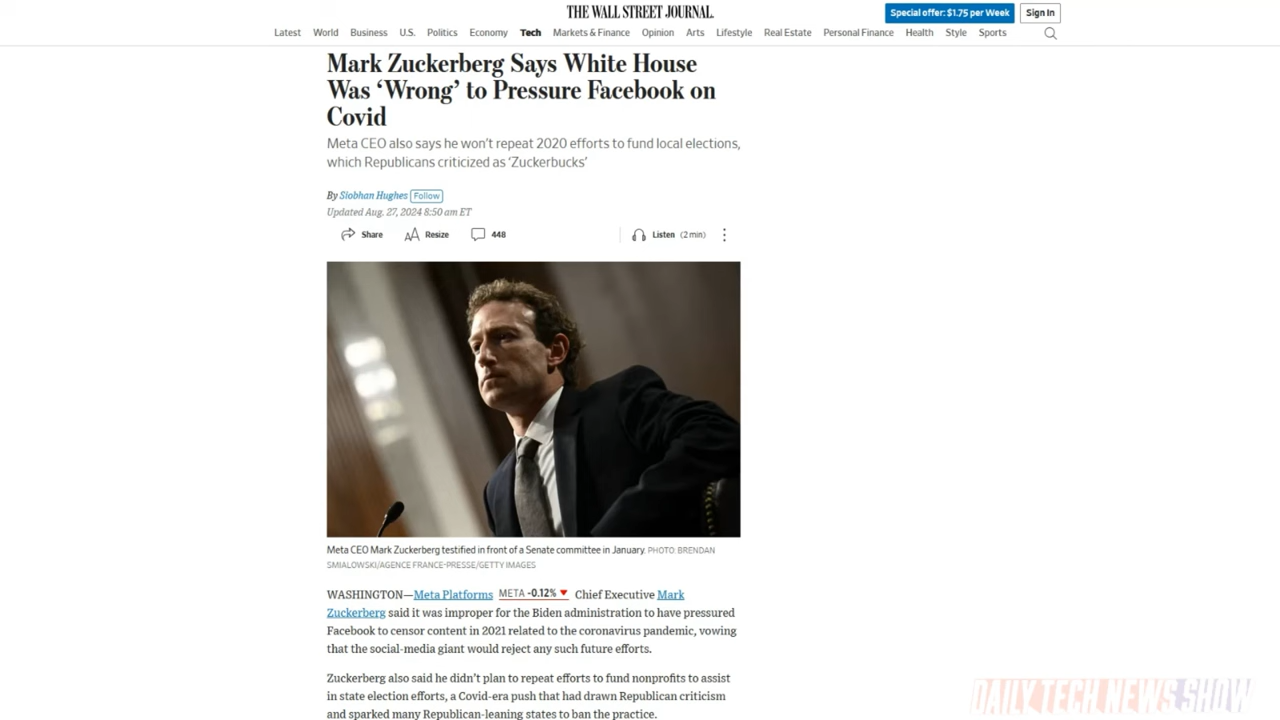 THE WALL STREET JOURNAL.
Special offer: $1.75 per Week
Sign In
Latest World Business U.S. Politics Economy Tech Markets & Finance Opinion Arts Lifestyle Real Estate Personal Finance Health Style Sports
Mark Zuckerberg Says White House
Was ‘Wrong’ to Pressure Facebook on
Covid
Meta CEO also says he won’t repeat 2020 efforts to fund local elections,
which Republicans criticized as ‘Zuckerbucks’
By Siobhan Hughes Follow
Updated Aug. 27, 2024 8:50 am ET
Share AA Resize 448 Listen (2 min)
Meta CEO Mark Zuckerberg testified in front of a Senate committee in January. PHOTO: BRENDAN
SMIALOWSKI/AGENCE FRANCE-PRESSE/GETTY IMAGES
WASHINGTON—Meta Platforms META -0.12% Chief Executive Mark
Zuckerberg said it was improper for the Biden administration to have pressured
Facebook to censor content in 2021 related to the coronavirus pandemic, vowing
that the social-media giant would reject any such future efforts.
Zuckerberg also said he didn’t plan to repeat efforts to fund nonprofits to assist
in state election efforts, a Covid-era push that had drawn Republican criticism
and sparked many Republican-leaning states to ban the practice.
DAILY TECH NEWS SHOW